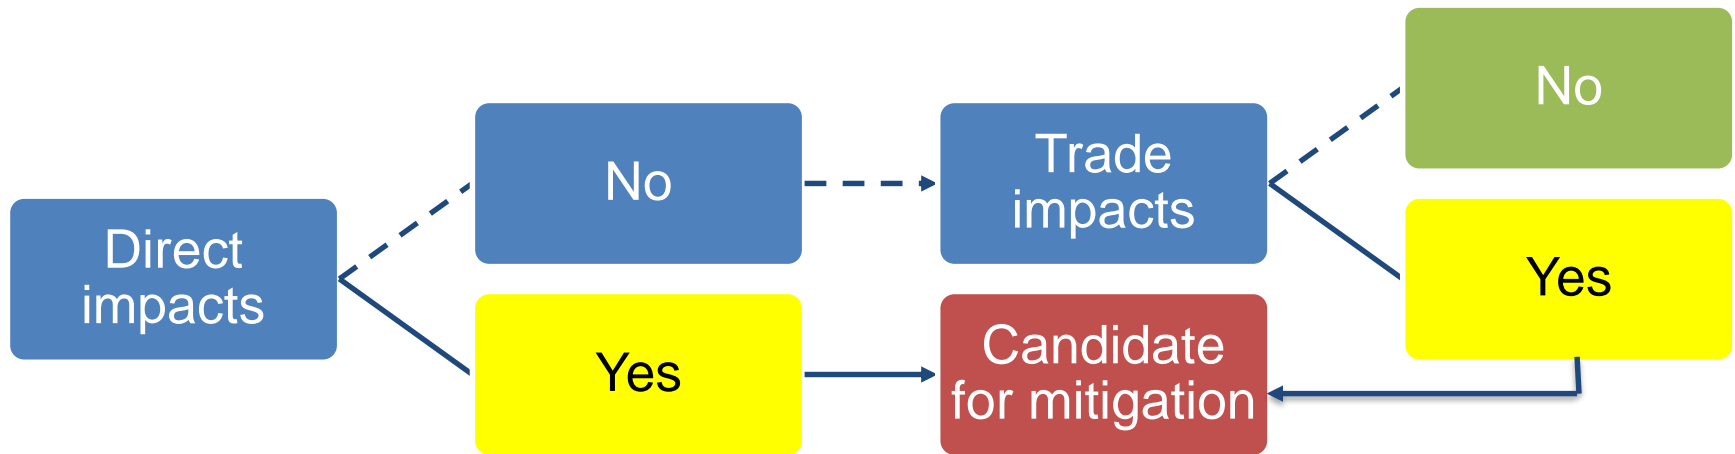 Direct
impacts
No
Yes
Trade
impacts
Candidate
for mitigation
No
Yes